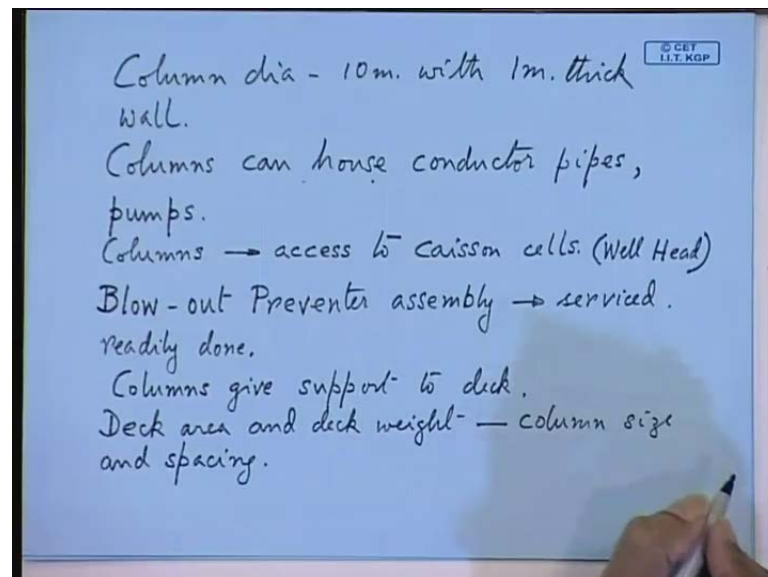 © CET
I.I.T. KGP
Column dia - 10m. with 1m. thick
wall.
Columns can house conductor pipes,
pumps.
Columns → access to caisson cells. (Well Head)
Blow-out Preventer assembly → serviced.
readily done.
Columns give support to deck.
Deck area and deck weight - column size
and spacing.